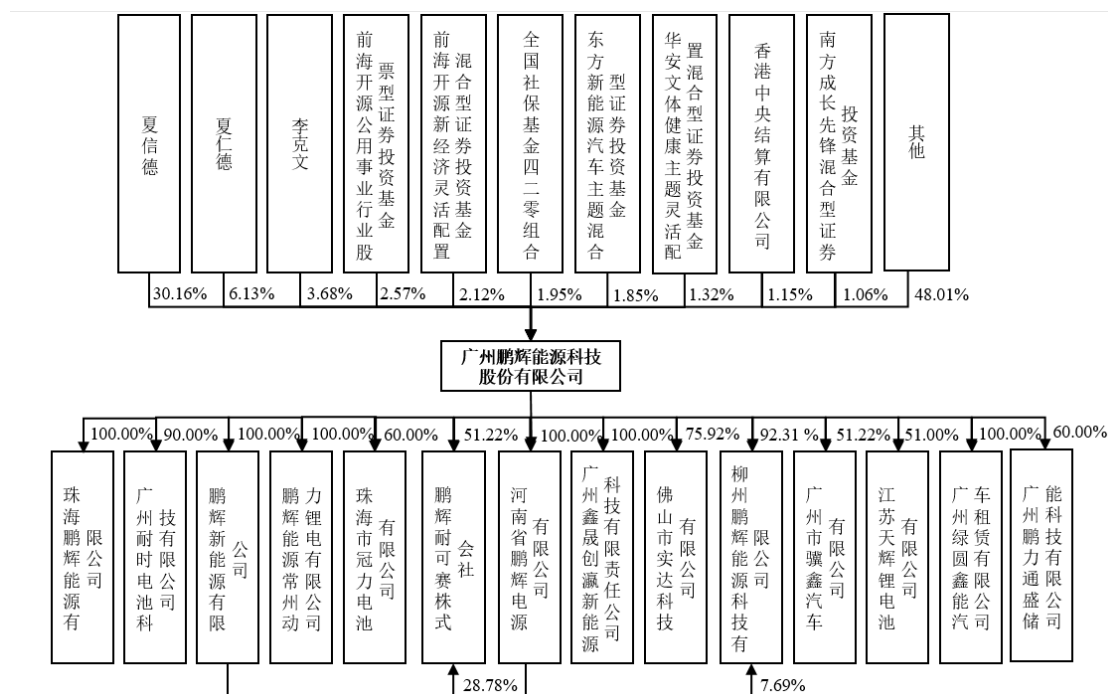 夏信德
夏仁德
李克文
前海开源公用事业行业股
票型证券投资基金
前海开源新经济灵活配置
混合型证券投资基金
全国社保基金四二零组合
东方新能源汽车主题混合
型证券投资基金
华安文体健康主题灵活配
置混合型证券投资基金
香港中央结算有限公司
南方成长先锋混合型证券
投资基金
其他
30.16%
6.13%
3.68%
2.57%
2.12%
1.95%
1.85%
1.32%
1.15%
1.06%
48.01%
广州鹏辉能源科技
股份有限公司
100.00%
90.00%
100.00%
100.00%
60.00%
51.22%
100.00%
100.00%
75.92%
92.31 %
51.22%
51.00%
100.00%
60.00%
珠海鹏辉能源有
限公司
广州耐时电池科
技有限公司
鹏辉新能源有限
公司
鹏辉能源常州动
力锂电有限公司
珠海市冠力电池
有限公司
鹏辉耐可赛株式
会社
河南省鹏辉电源
有限公司
广州鑫晟创瀛新能源
科技有限责任公司
佛山市实达科技
有限公司
柳州鹏辉能源科技有
限公司
广州市骥鑫汽车
有限公司
江苏天辉锂电池
有限公司
广州绿圆鑫能汽
车租赁有限公司
广州鹏力通盛储
能科技有限公司
28.78%
7.69%